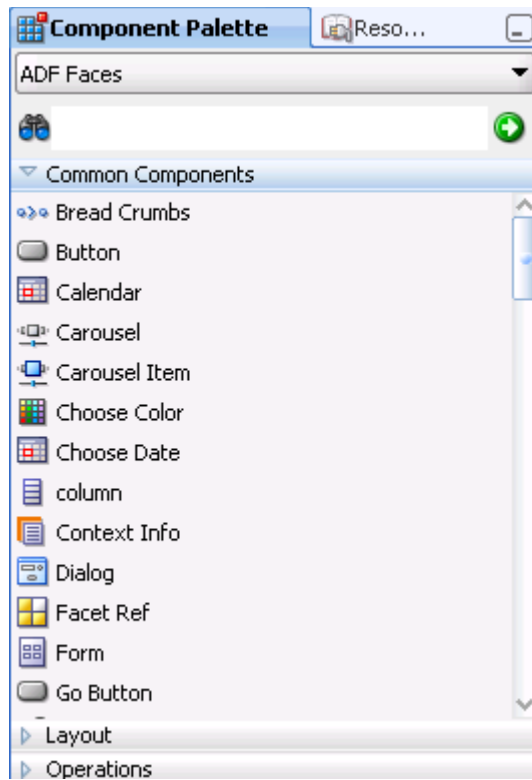 Component Palette Reso...
ADF Faces
Common Components
Bread Crumbs
Button
Calendar
Carousel
Carousel Item
Choose Color
Choose Date
column
Context Info
Dialog
Facet Ref
Form
Go Button
Layout
Operations